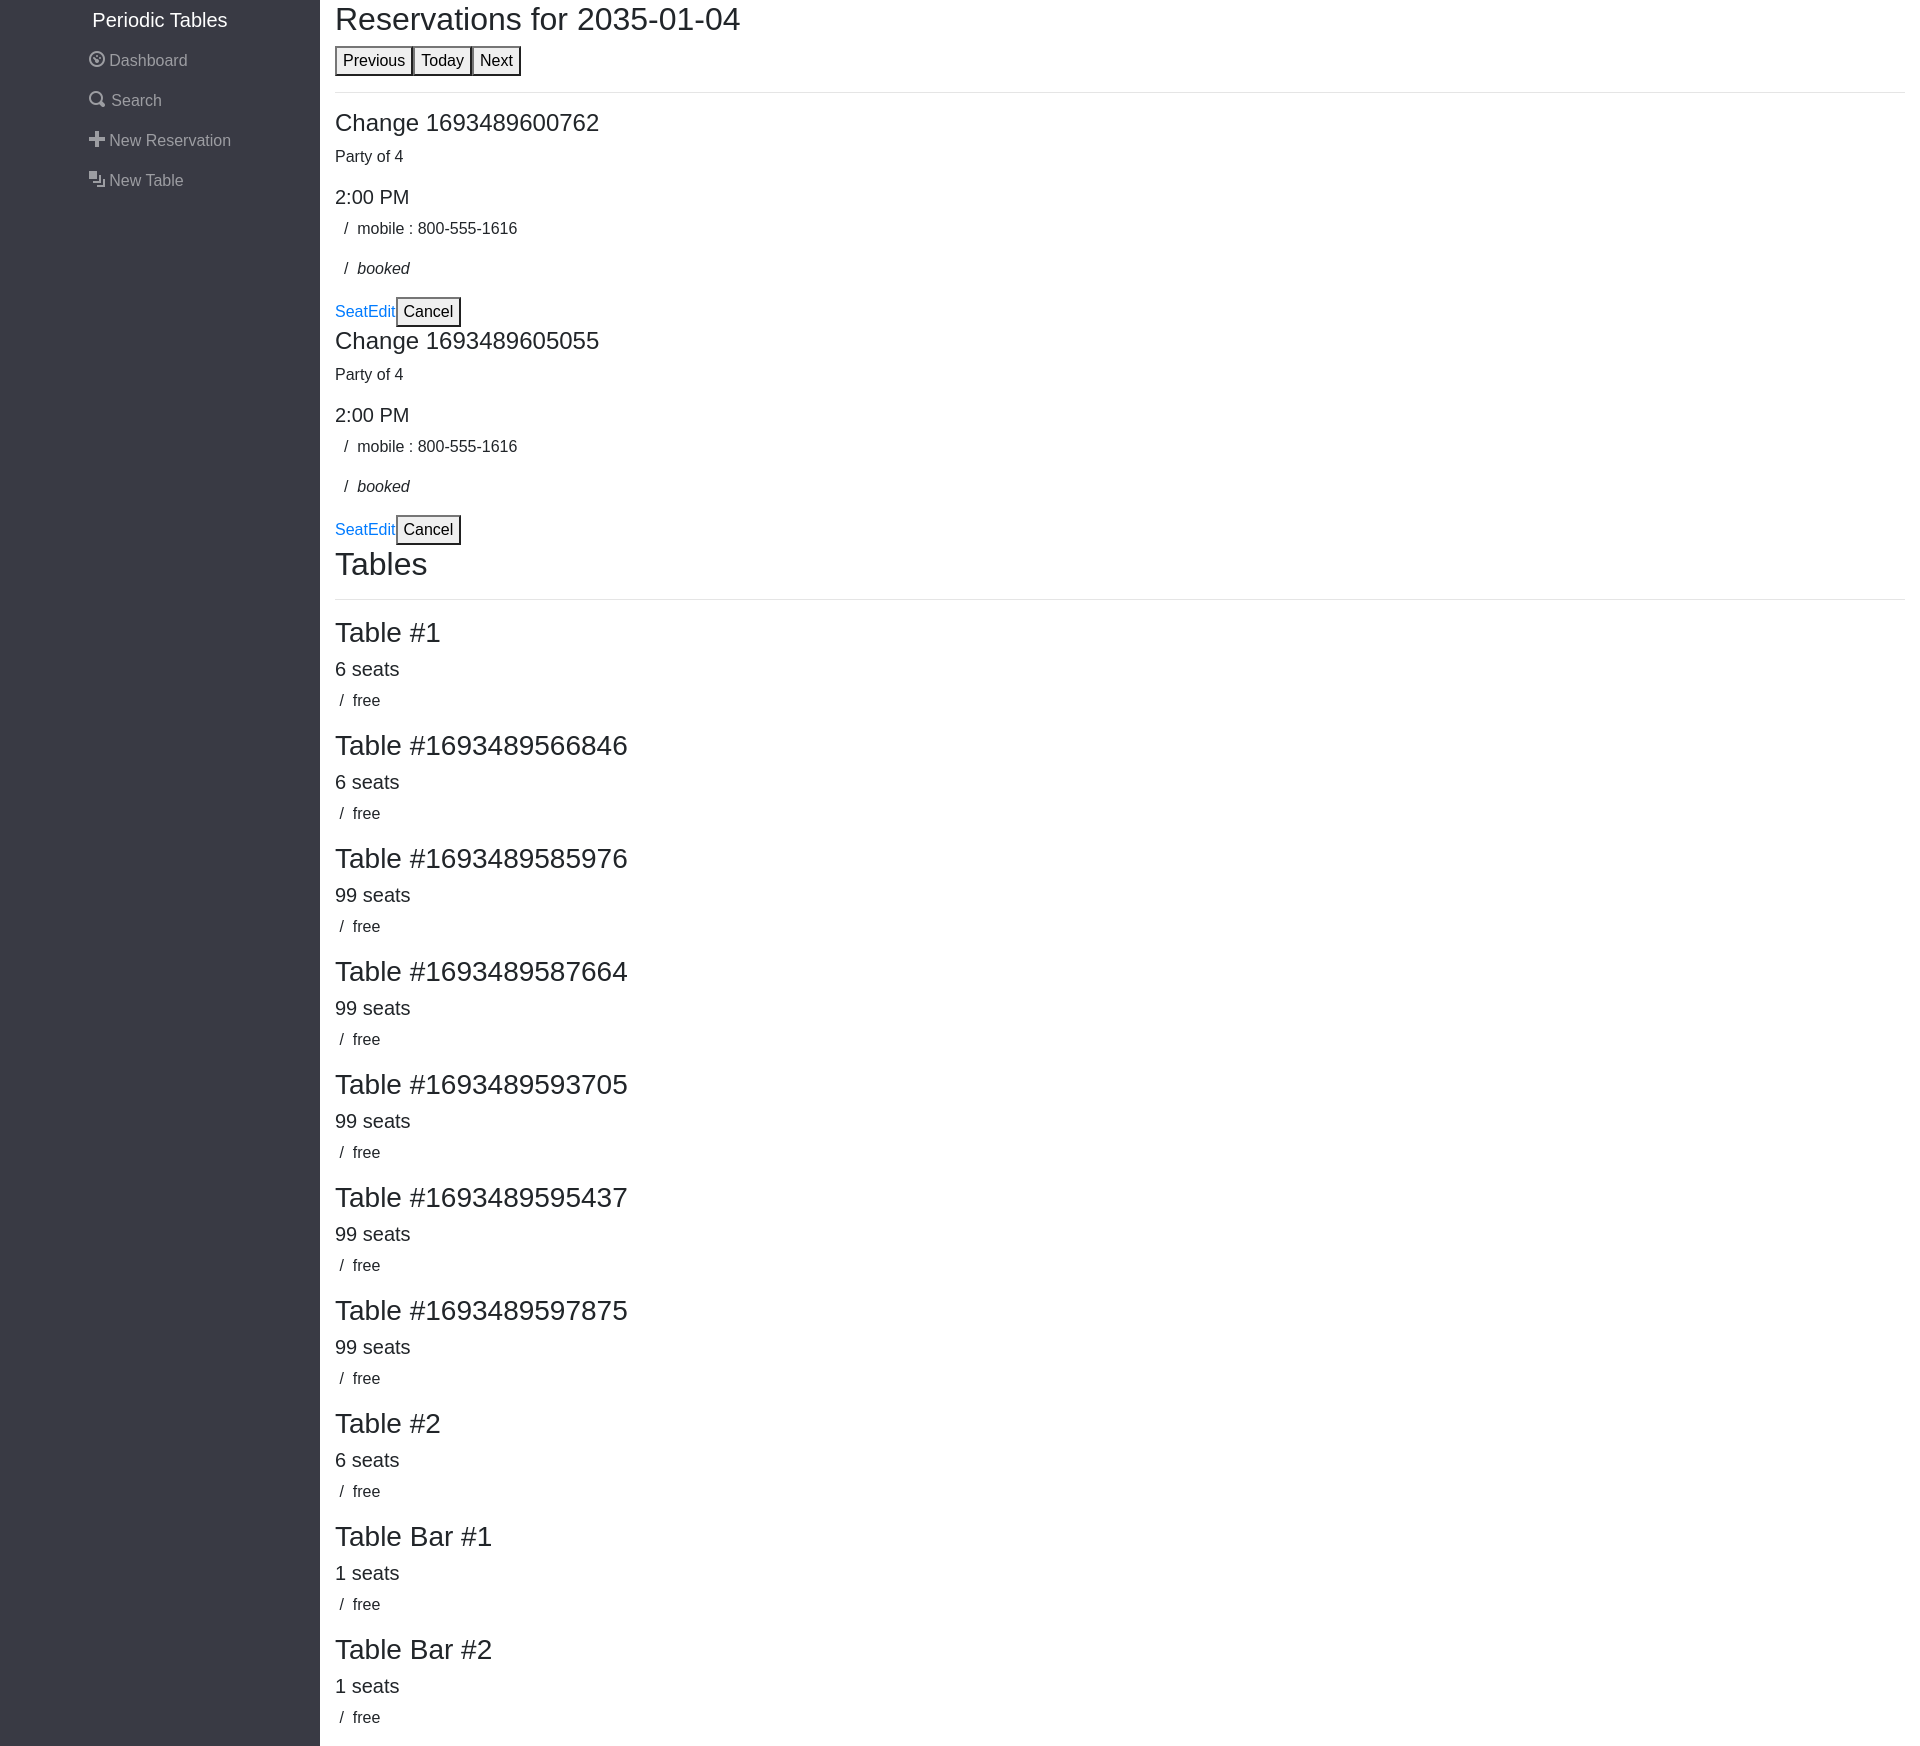 Periodic Tables
Dashboard
Search
New Reservation
New Table
Reservations for 2035-01-04
Previous Today Next
Change 1693489600762
Party of 4
2:00 PM
/ mobile : 800-555-1616
/ booked
SeatEdit Cancel
Change 1693489605055
Party of 4
2:00 PM
/ mobile : 800-555-1616
/ booked
SeatEdit Cancel
Tables
Table #1
6 seats
/ free
Table #1693489566846
6 seats
/ free
Table #1693489585976
99 seats
/ free
Table #1693489587664
99 seats
/ free
Table #1693489593705
99 seats
/ free
Table #1693489595437
99 seats
/ free
Table #1693489597875
99 seats
/ free
Table #2
6 seats
/ free
Table Bar #1
1 seats
/ free
Table Bar #2
1 seats
/ free